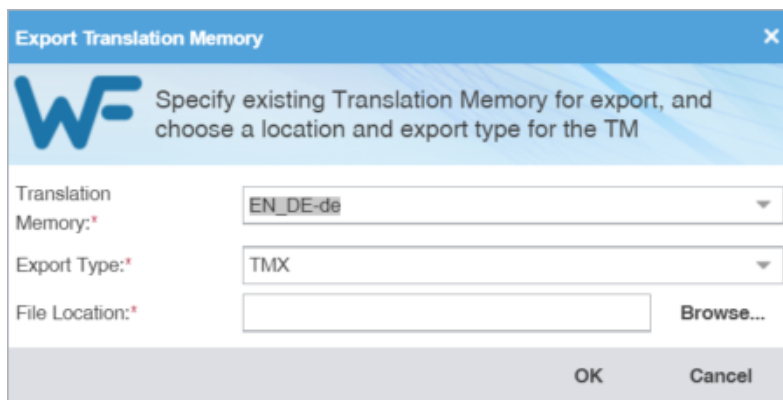 Export Translation Memory
WF
Specify existing Translation Memory for export, and
choose a location and export type for the TM
Translation
Memory:*
EN_DE-de
Export Type:*
TMX
File Location:*
Browse...
OK
Cancel